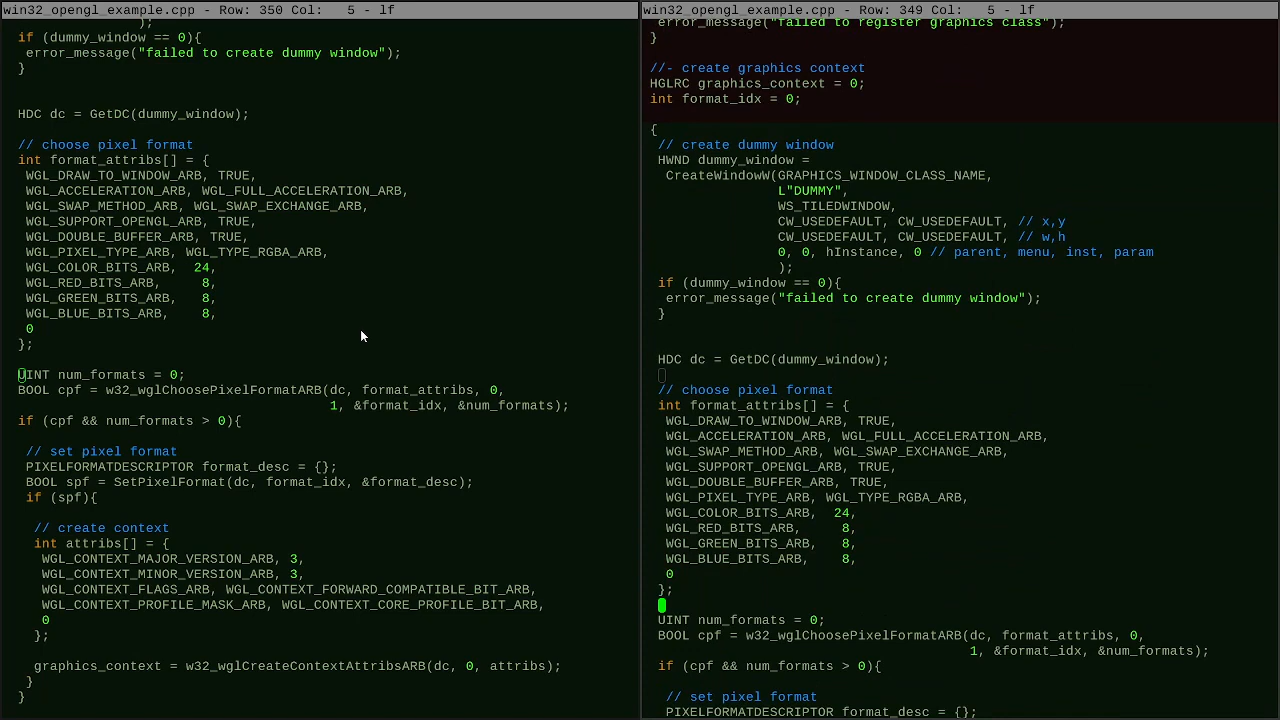 win32_opengl_example.cpp - Row: 350 Col:   5 - lf
);
if (dummy_window == 0){
error_message("failed to create dummy window");
}
HDC dc = GetDC(dummy_window);
// choose pixel format
int format_attribs[] = {
WGL_DRAW_TO_WINDOW_ARB, TRUE,
WGL_ACCELERATION_ARB, WGL_FULL_ACCELERATION_ARB,
WGL_SWAP_METHOD_ARB, WGL_SWAP_EXCHANGE_ARB,
WGL_SUPPORT_OPENGL_ARB, TRUE,
WGL_DOUBLE_BUFFER_ARB, TRUE,
WGL_PIXEL_TYPE_ARB, WGL_TYPE_RGBA_ARB,
WGL_COLOR_BITS_ARB,  24,
WGL_RED_BITS_ARB,     8,
WGL_GREEN_BITS_ARB,   8,
WGL_BLUE_BITS_ARB,    8,
0
};
UINT num_formats = 0;
BOOL cpf = w32_wglChoosePixelFormatARB(dc, format_attribs, 0,
1, &format_idx, &num_formats);
if (cpf && num_formats > 0){
// set pixel format
PIXELFORMATDESCRIPTOR format_desc = {};
BOOL spf = SetPixelFormat(dc, format_idx, &format_desc);
if (spf){
// create context
int attribs[] = {
WGL_CONTEXT_MAJOR_VERSION_ARB, 3,
WGL_CONTEXT_MINOR_VERSION_ARB, 3,
WGL_CONTEXT_FLAGS_ARB, WGL_CONTEXT_FORWARD_COMPATIBLE_BIT_ARB,
WGL_CONTEXT_PROFILE_MASK_ARB, WGL_CONTEXT_CORE_PROFILE_BIT_ARB,
0
};
graphics_context = w32_wglCreateContextAttribsARB(dc, 0, attribs);
}
}
win32_opengl_example.cpp - Row: 349 Col:   5 - lf
error_message("failed to register graphics class");
}
//- create graphics context
HGLRC graphics_context = 0;
int format_idx = 0;
{
// create dummy window
HWND dummy_window =
CreateWindowW(GRAPHICS_WINDOW_CLASS_NAME,
L"DUMMY",
WS_TILEDWINDOW,
CW_USEDEFAULT, CW_USEDEFAULT, // x,y
CW_USEDEFAULT, CW_USEDEFAULT, // w,h
0, 0, hInstance, 0 // parent, menu, inst, param
);
if (dummy_window == 0){
error_message("failed to create dummy window");
}
HDC dc = GetDC(dummy_window);
// choose pixel format
int format_attribs[] = {
WGL_DRAW_TO_WINDOW_ARB, TRUE,
WGL_ACCELERATION_ARB, WGL_FULL_ACCELERATION_ARB,
WGL_SWAP_METHOD_ARB, WGL_SWAP_EXCHANGE_ARB,
WGL_SUPPORT_OPENGL_ARB, TRUE,
WGL_DOUBLE_BUFFER_ARB, TRUE,
WGL_PIXEL_TYPE_ARB, WGL_TYPE_RGBA_ARB,
WGL_COLOR_BITS_ARB,  24,
WGL_RED_BITS_ARB,     8,
WGL_GREEN_BITS_ARB,   8,
WGL_BLUE_BITS_ARB,    8,
0
};
UINT num_formats = 0;
BOOL cpf = w32_wglChoosePixelFormatARB(dc, format_attribs, 0,
1, &format_idx, &num_formats);
if (cpf && num_formats > 0){
// set pixel format
PIXELFORMATDESCRIPTOR format_desc = {};